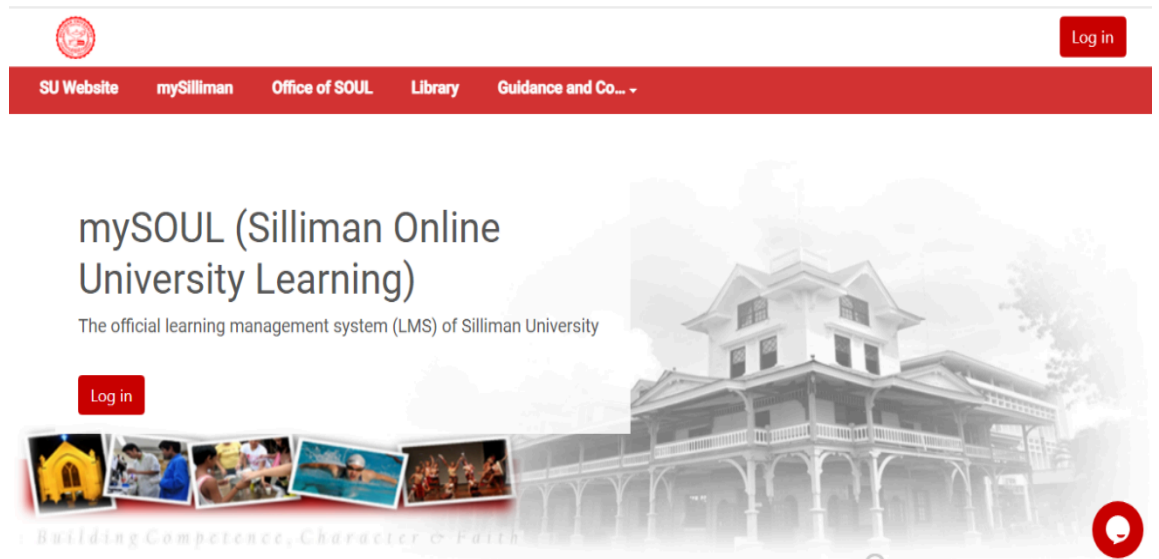 Log in
SU Website mySilliman Office of SOUL Library Guidance and Co...
mySOUL (Silliman Online
University Learning)
The official learning management system (LMS) of Silliman University
Log in
Building Competence, Character & Faith